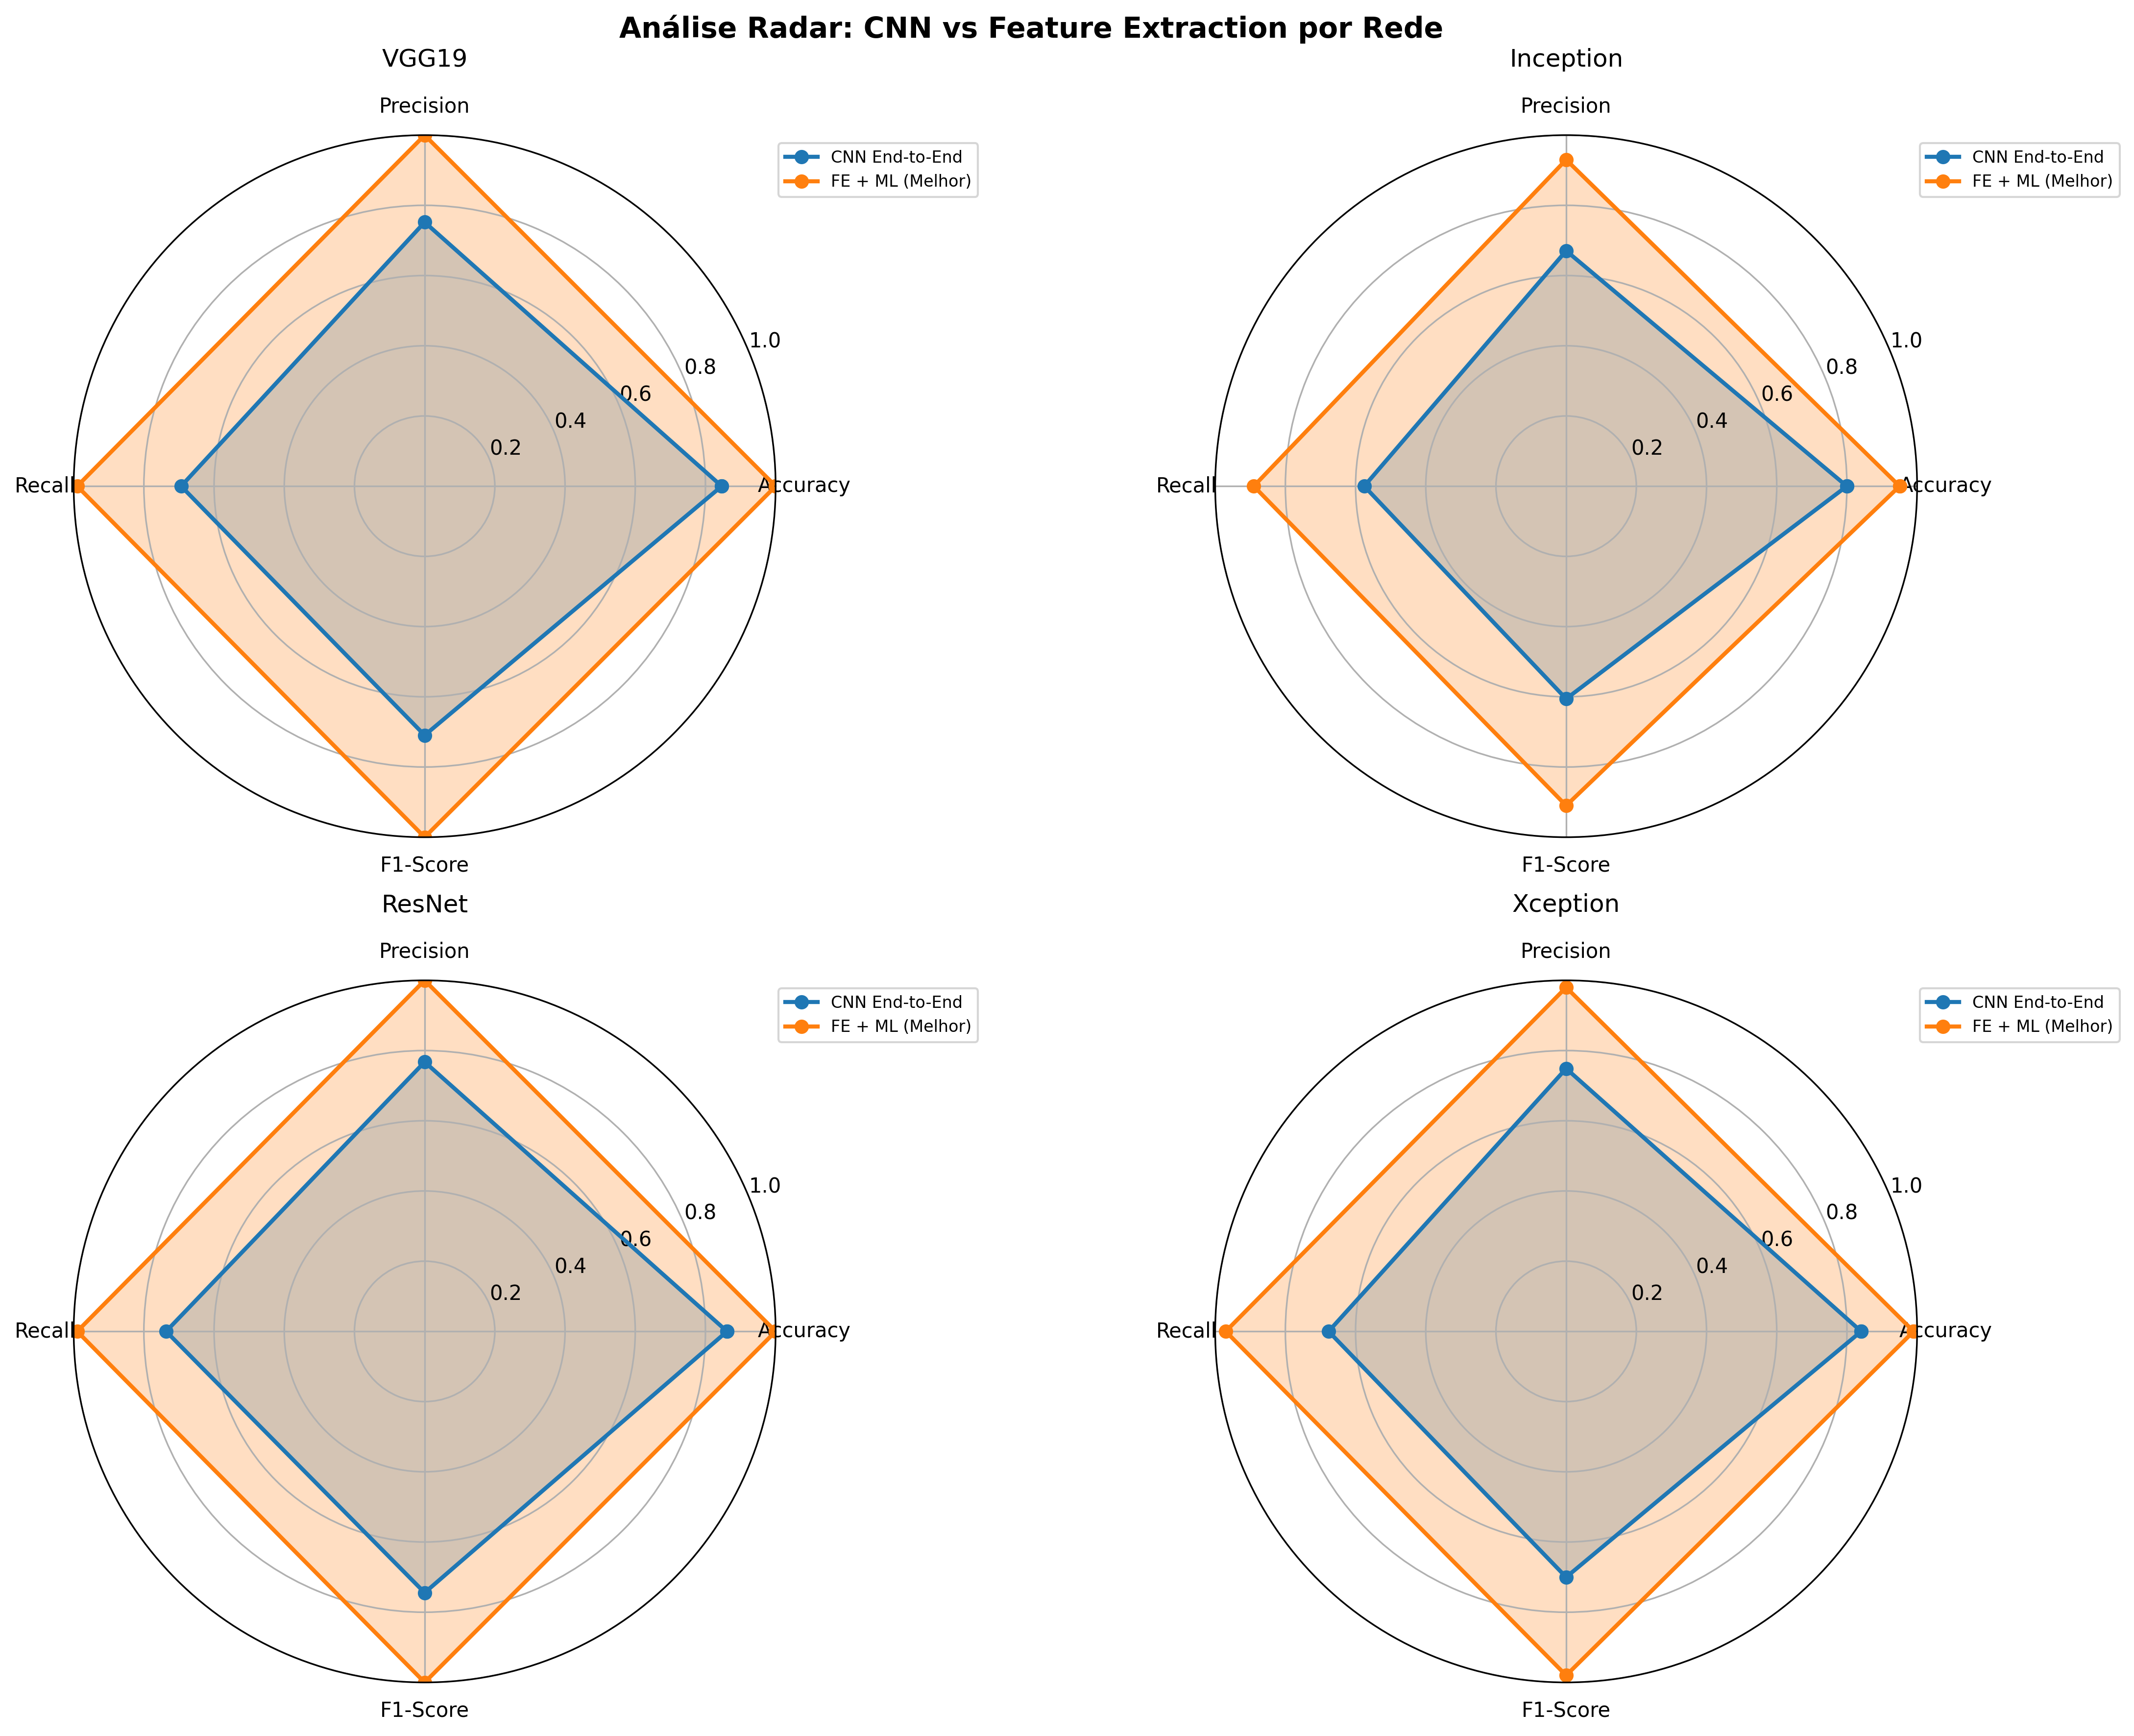 Análise Radar: CNN vs Feature Extraction por Rede
VGG19
Precision
CNN End-to-End
FE + ML (Melhor)
1.0
0.8
0.6
0.4
0.2
Recall
Accuracy
F1-Score
Inception
Precision
CNN End-to-End
FE + ML (Melhor)
1.0
0.8
0.6
0.4
0.2
Recall
Accuracy
F1-Score
ResNet
Precision
CNN End-to-End
FE + ML (Melhor)
1.0
0.8
0.6
0.4
0.2
Recall
Accuracy
F1-Score
Xception
Precision
CNN End-to-End
FE + ML (Melhor)
1.0
0.8
0.6
0.4
0.2
Recall
Accuracy
F1-Score